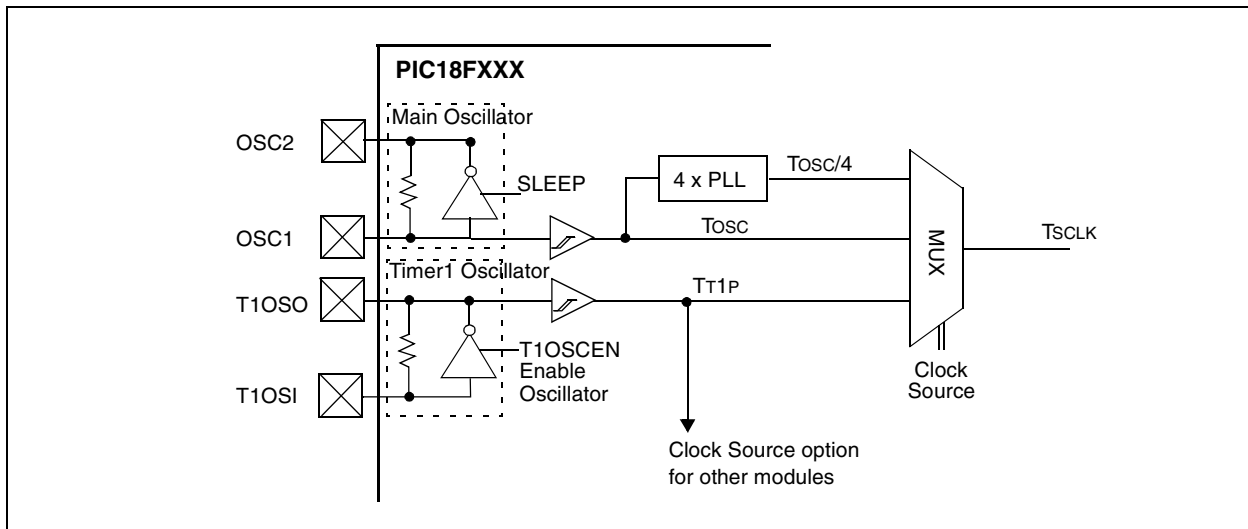 PIC18FXXX
Main Oscillator
OSC2
SLEEP
4 x PLL
TOSC/4
OSC1
TOSC
MUX
TSCLK
Timer1 Oscillator
T1OSO
TT1P
T1OSCEN
Enable
Oscillator
T1OSI
Clock
Source
Clock Source option
for other modules